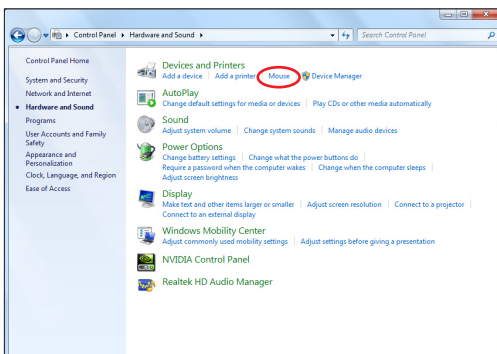 Control Panel ▸ Hardware and Sound ▸
Search Control Panel
Control Panel Home
System and Security
Network and Internet
Hardware and Sound
Programs
User Accounts and Family
Safety
Appearance and
Personalization
Clock, Language, and Region
Ease of Access
Devices and Printers
Add a device | Add a printer | Mouse | Device Manager
AutoPlay
Change default settings for media or devices | Play CDs or other media automatically
Sound
Adjust system volume | Change system sounds | Manage audio devices
Power Options
Change battery settings | Change what the power buttons do |
Require a password when the computer wakes | Change when the computer sleeps |
Adjust screen brightness
Display
Make text and other items larger or smaller | Adjust screen resolution | Connect to a projector |
Connect to an external display
Windows Mobility Center
Adjust commonly used mobility settings | Adjust settings before giving a presentation
NVIDIA Control Panel
Realtek HD Audio Manager